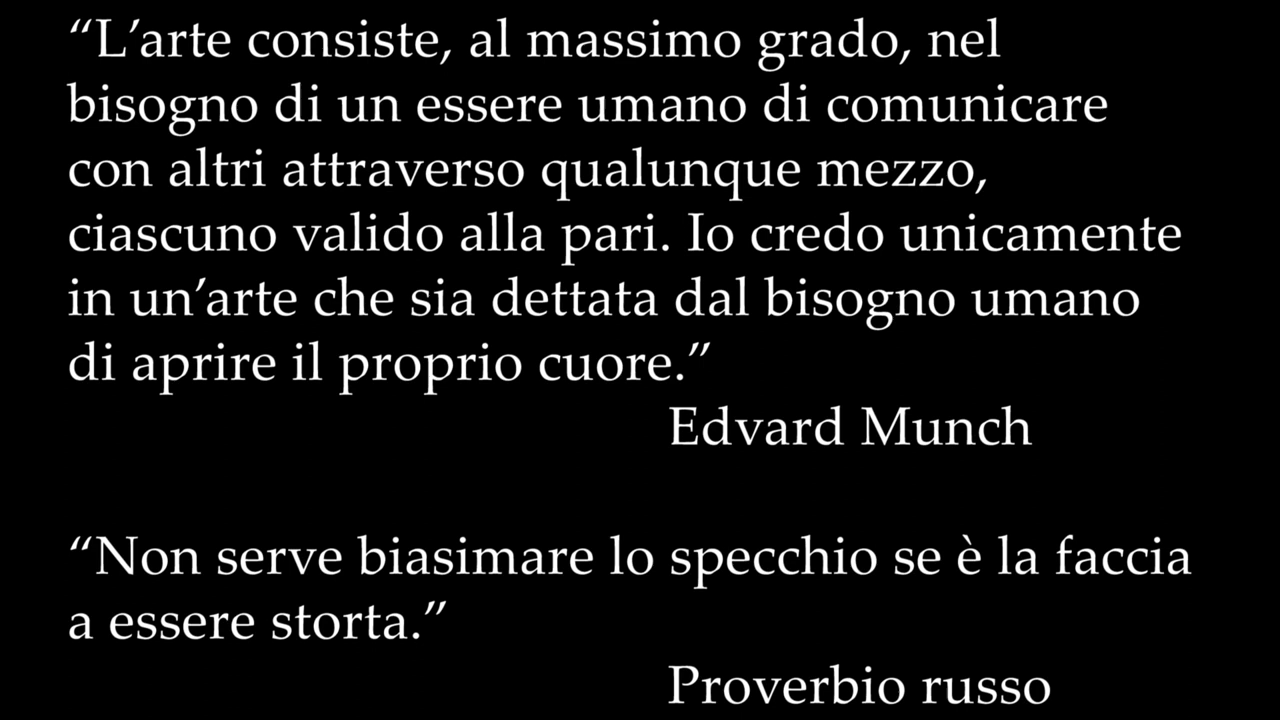 “L’arte consiste, al massimo grado, nel
bisogno di un essere umano di comunicare
con altri attraverso qualunque mezzo,
ciascuno valido alla pari. Io credo unicamente
in un’arte che sia dettata dal bisogno umano
di aprire il proprio cuore.”
Edvard Munch
“Non serve biasimare lo specchio se è la faccia
a essere storta.”
Proverbio russo